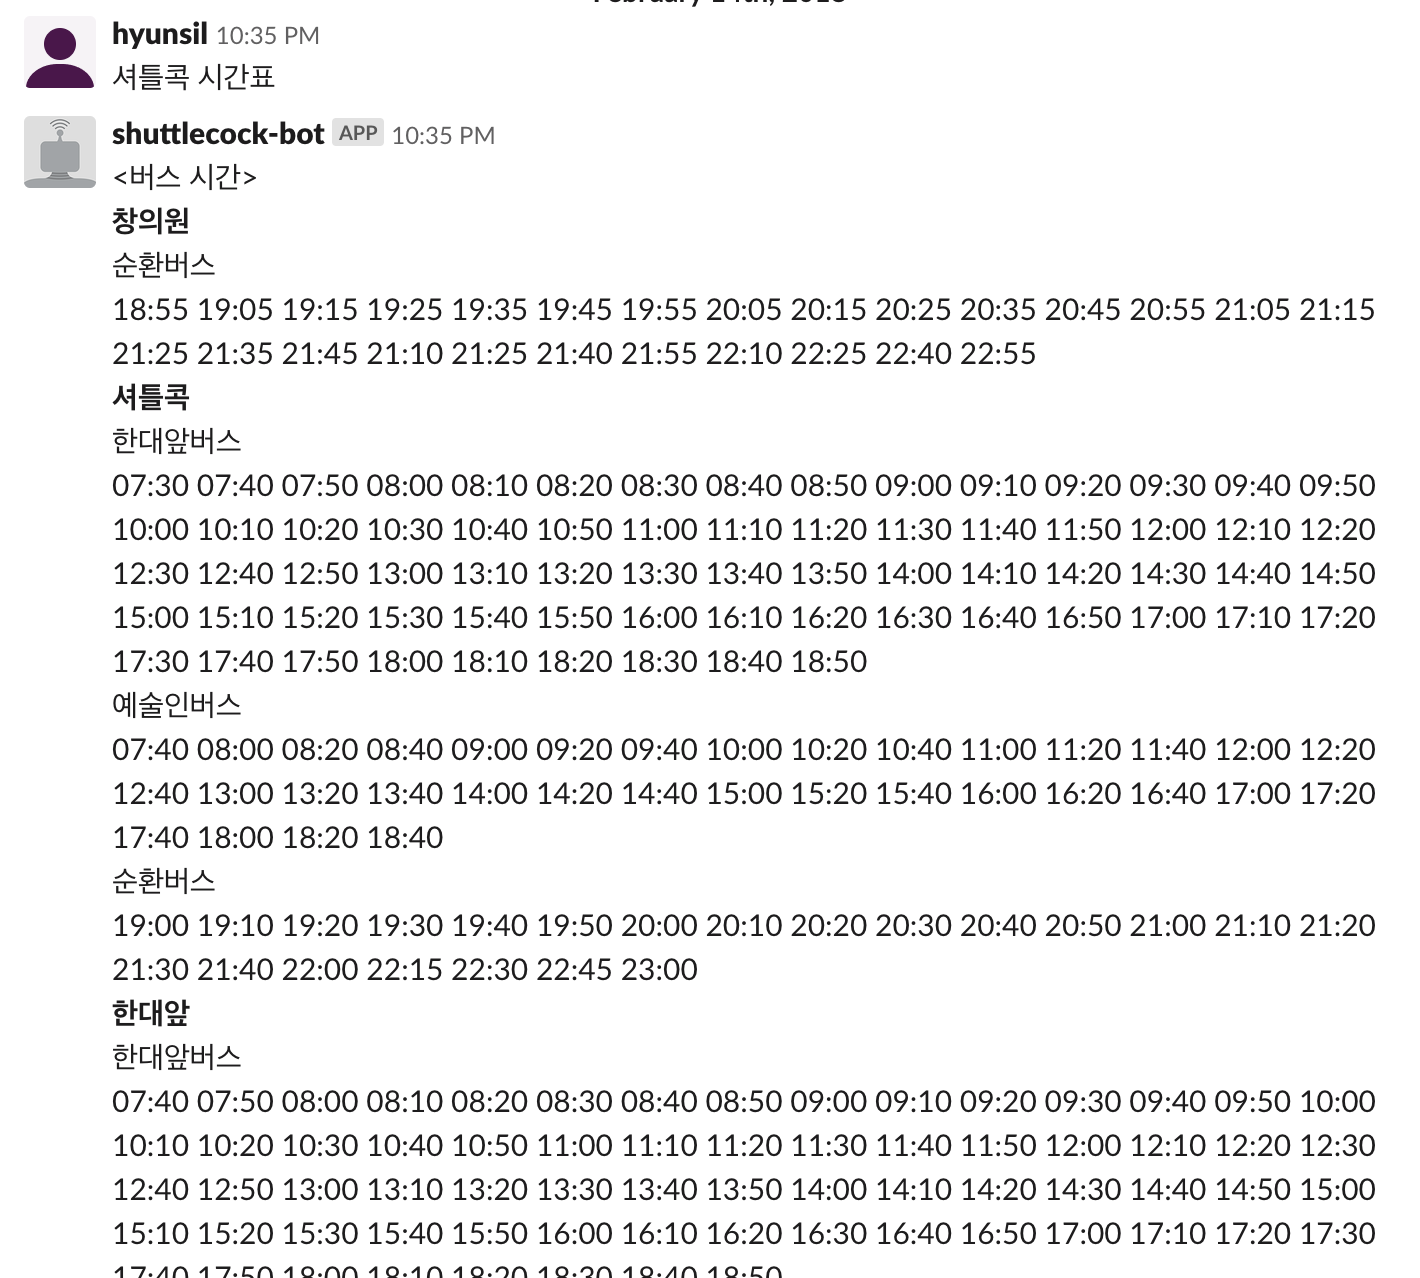 February 14th, 2018
hyunsil 10:35 PM
셔틀콕 시간표
shuttlecock-bot APP 10:35 PM
<버스 시간>
창의원
순환버스
18:55 19:05 19:15 19:25 19:35 19:45 19:55 20:05 20:15 20:25 20:35 20:45 20:55 21:05 21:15
21:25 21:35 21:45 21:10 21:25 21:40 21:55 22:10 22:25 22:40 22:55
셔틀콕
한대앞버스
07:30 07:40 07:50 08:00 08:10 08:20 08:30 08:40 08:50 09:00 09:10 09:20 09:30 09:40 09:50
10:00 10:10 10:20 10:30 10:40 10:50 11:00 11:10 11:20 11:30 11:40 11:50 12:00 12:10 12:20
12:30 12:40 12:50 13:00 13:10 13:20 13:30 13:40 13:50 14:00 14:10 14:20 14:30 14:40 14:50
15:00 15:10 15:20 15:30 15:40 15:50 16:00 16:10 16:20 16:30 16:40 16:50 17:00 17:10 17:20
17:30 17:40 17:50 18:00 18:10 18:20 18:30 18:40 18:50
예술인버스
07:40 08:00 08:20 08:40 09:00 09:20 09:40 10:00 10:20 10:40 11:00 11:20 11:40 12:00 12:20
12:40 13:00 13:20 13:40 14:00 14:20 14:40 15:00 15:20 15:40 16:00 16:20 16:40 17:00 17:20
17:40 18:00 18:20 18:40
순환버스
19:00 19:10 19:20 19:30 19:40 19:50 20:00 20:10 20:20 20:30 20:40 20:50 21:00 21:10 21:20
21:30 21:40 22:00 22:15 22:30 22:45 23:00
한대앞
한대앞버스
07:40 07:50 08:00 08:10 08:20 08:30 08:40 08:50 09:00 09:10 09:20 09:30 09:40 09:50 10:00
10:10 10:20 10:30 10:40 10:50 11:00 11:10 11:20 11:30 11:40 11:50 12:00 12:10 12:20 12:30
12:40 12:50 13:00 13:10 13:20 13:30 13:40 13:50 14:00 14:10 14:20 14:30 14:40 14:50 15:00
15:10 15:20 15:30 15:40 15:50 16:00 16:10 16:20 16:30 16:40 16:50 17:00 17:10 17:20 17:30
17:40 17:50 18:00 18:10 18:20 18:30 18:40 18:50